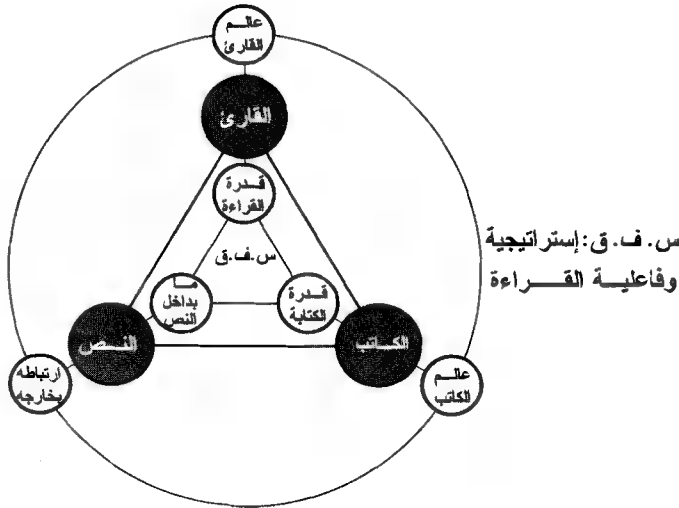 عالم
القارئ
القارئ
قدرة
القراءة
س.ف.ق
س.ف.ق:إستراتيجية
وفاعلية القراءة
ما
بداخل
النص
قدرة
الكتابة
النص
الكاتب
ارتباطه
بخارجه
عالم
الكاتب